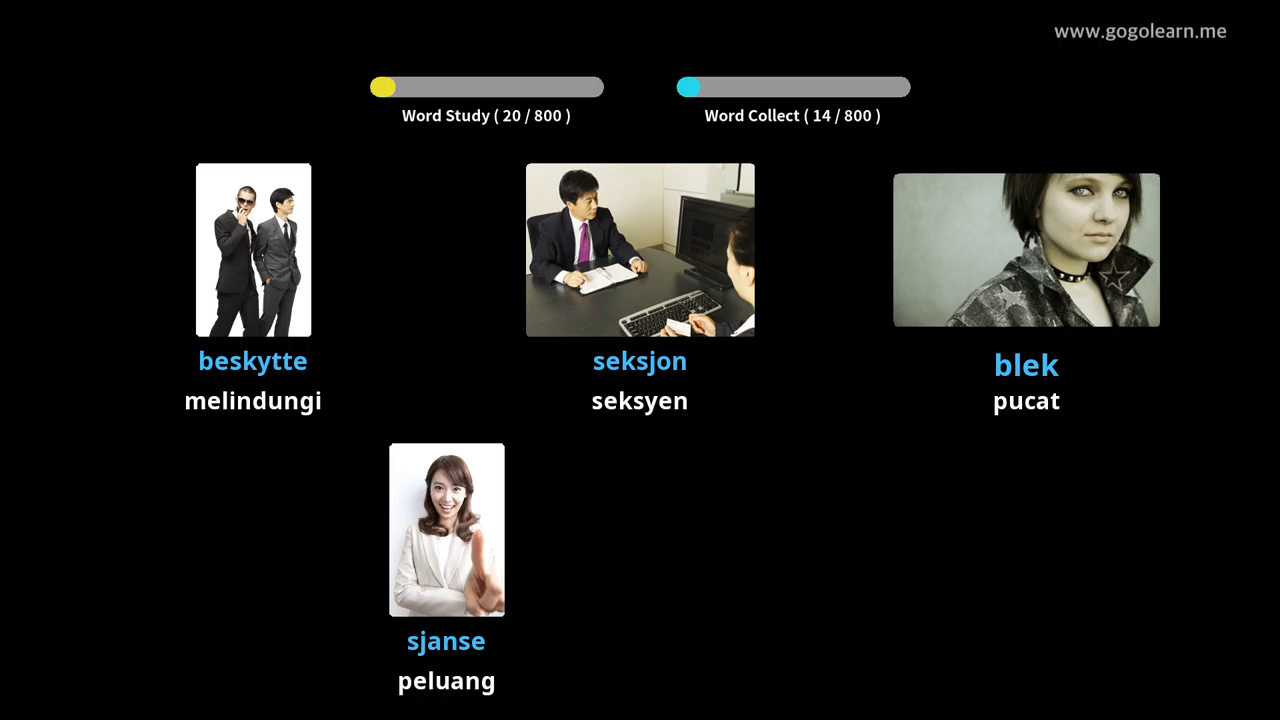 www.gogolearn.me
Word Study ( 20 / 800 )
Word Collect ( 14 / 800 )
beskytte
melindungi
seksjon
seksyen
blek
pucat
sjanse
peluang